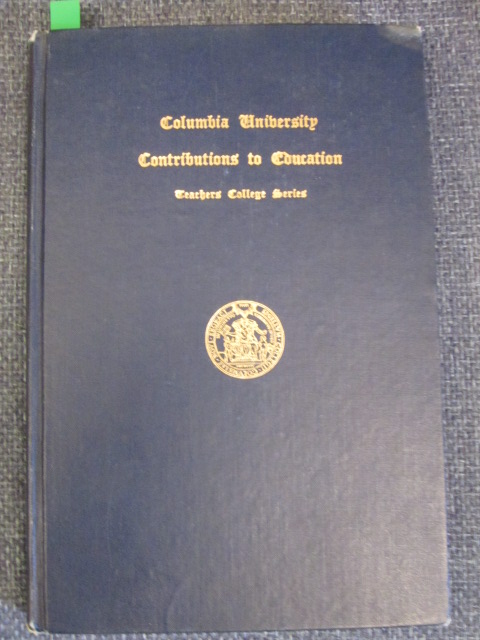 Columbia University
Contributions to Education
Teachers College Series